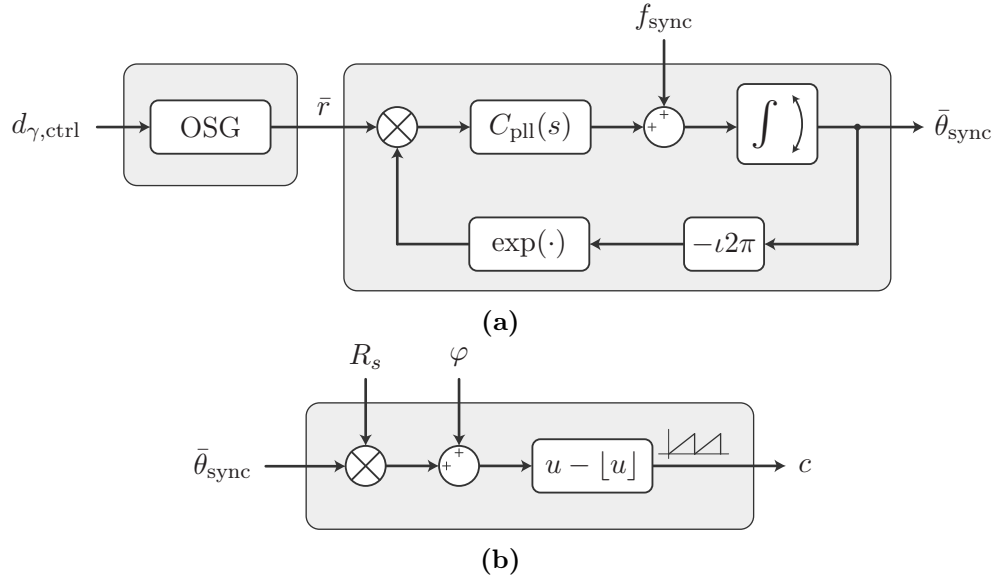 f_sync
d_γ,ctrl OSG r̄ C_pll(s) + + ∫ θ̄_sync
exp(·) −ι2π
(a)
R_s φ
θ̄_sync + + u − ⌊u⌋ c
(b)